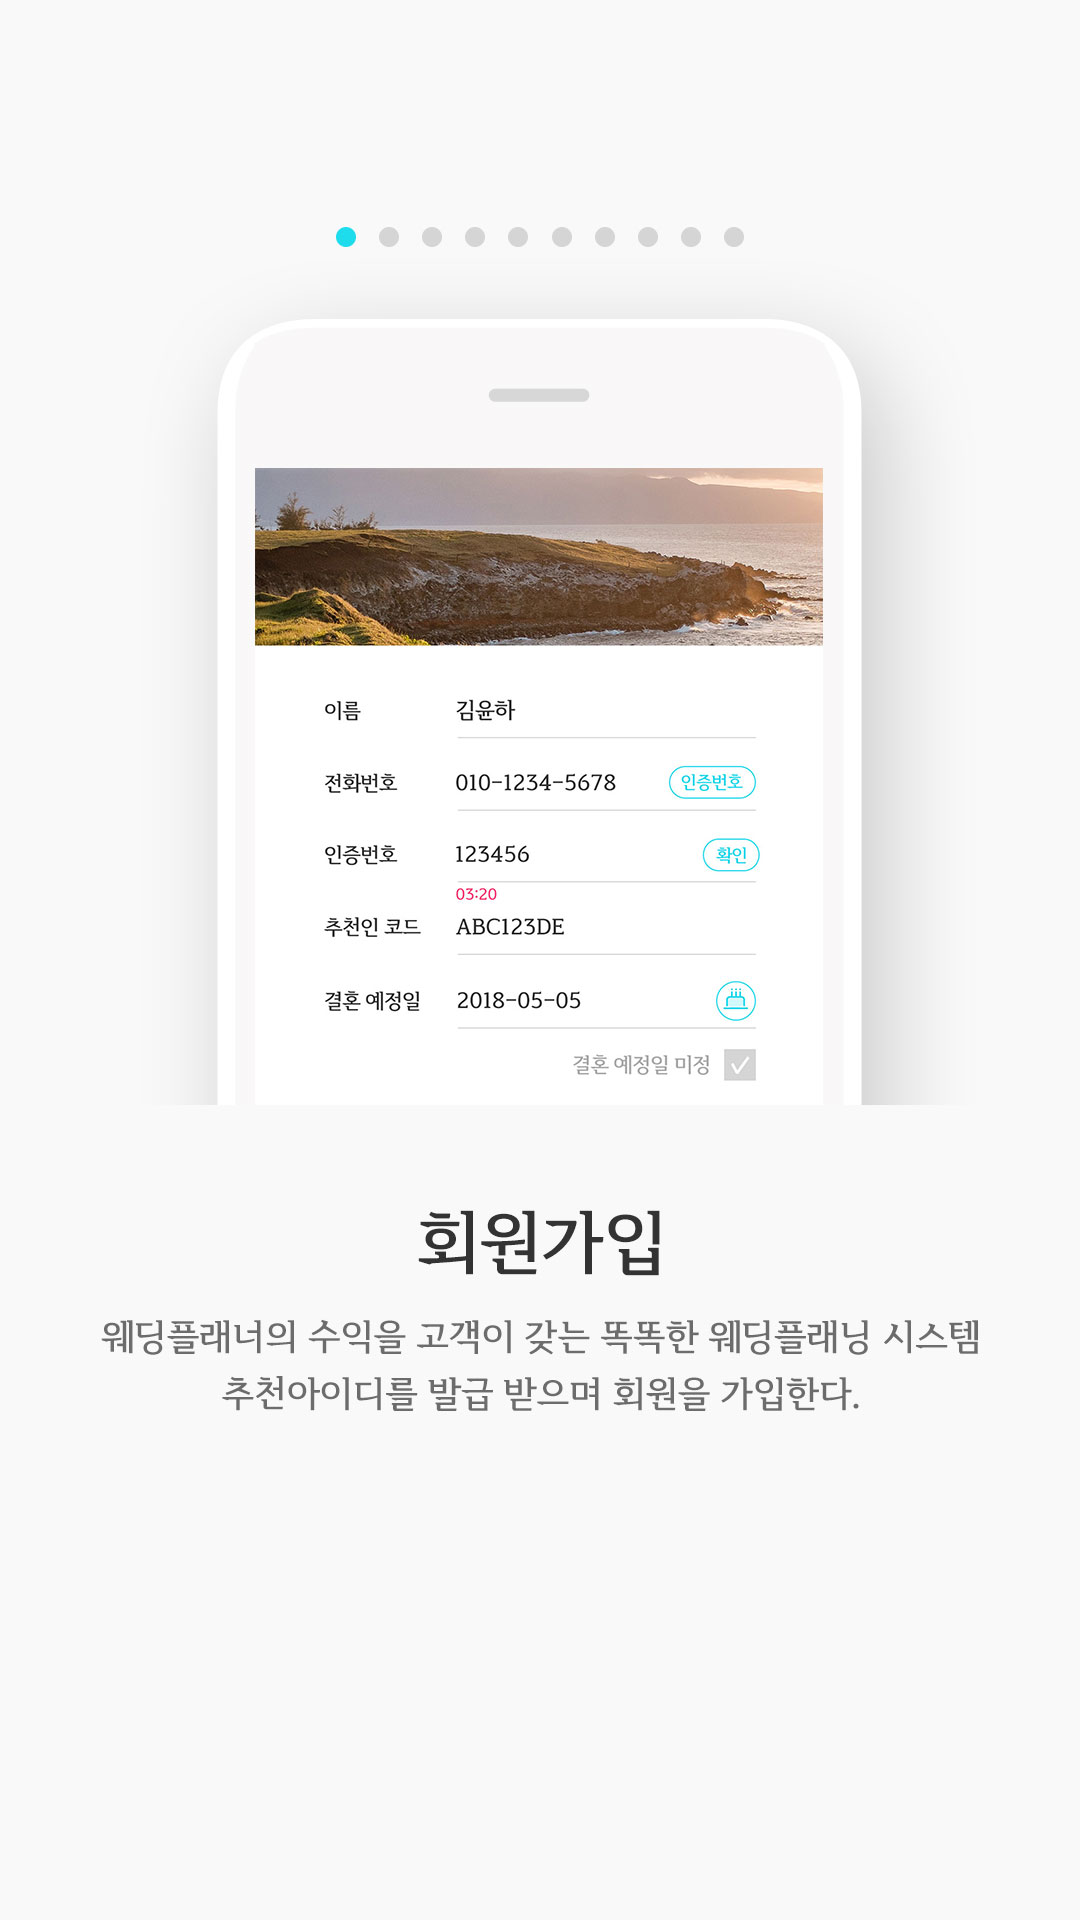 이름 김윤하
전화번호 010-1234-5678 인증번호
인증번호 123456 확인
03:20
추천인 코드 ABC123DE
결혼 예정일 2018-05-05
결혼 예정일 미정
회원가입
웨딩플래너의 수익을 고객이 갖는 똑똑한 웨딩플래닝 시스템
추천아이디를 발급 받으며 회원을 가입한다.